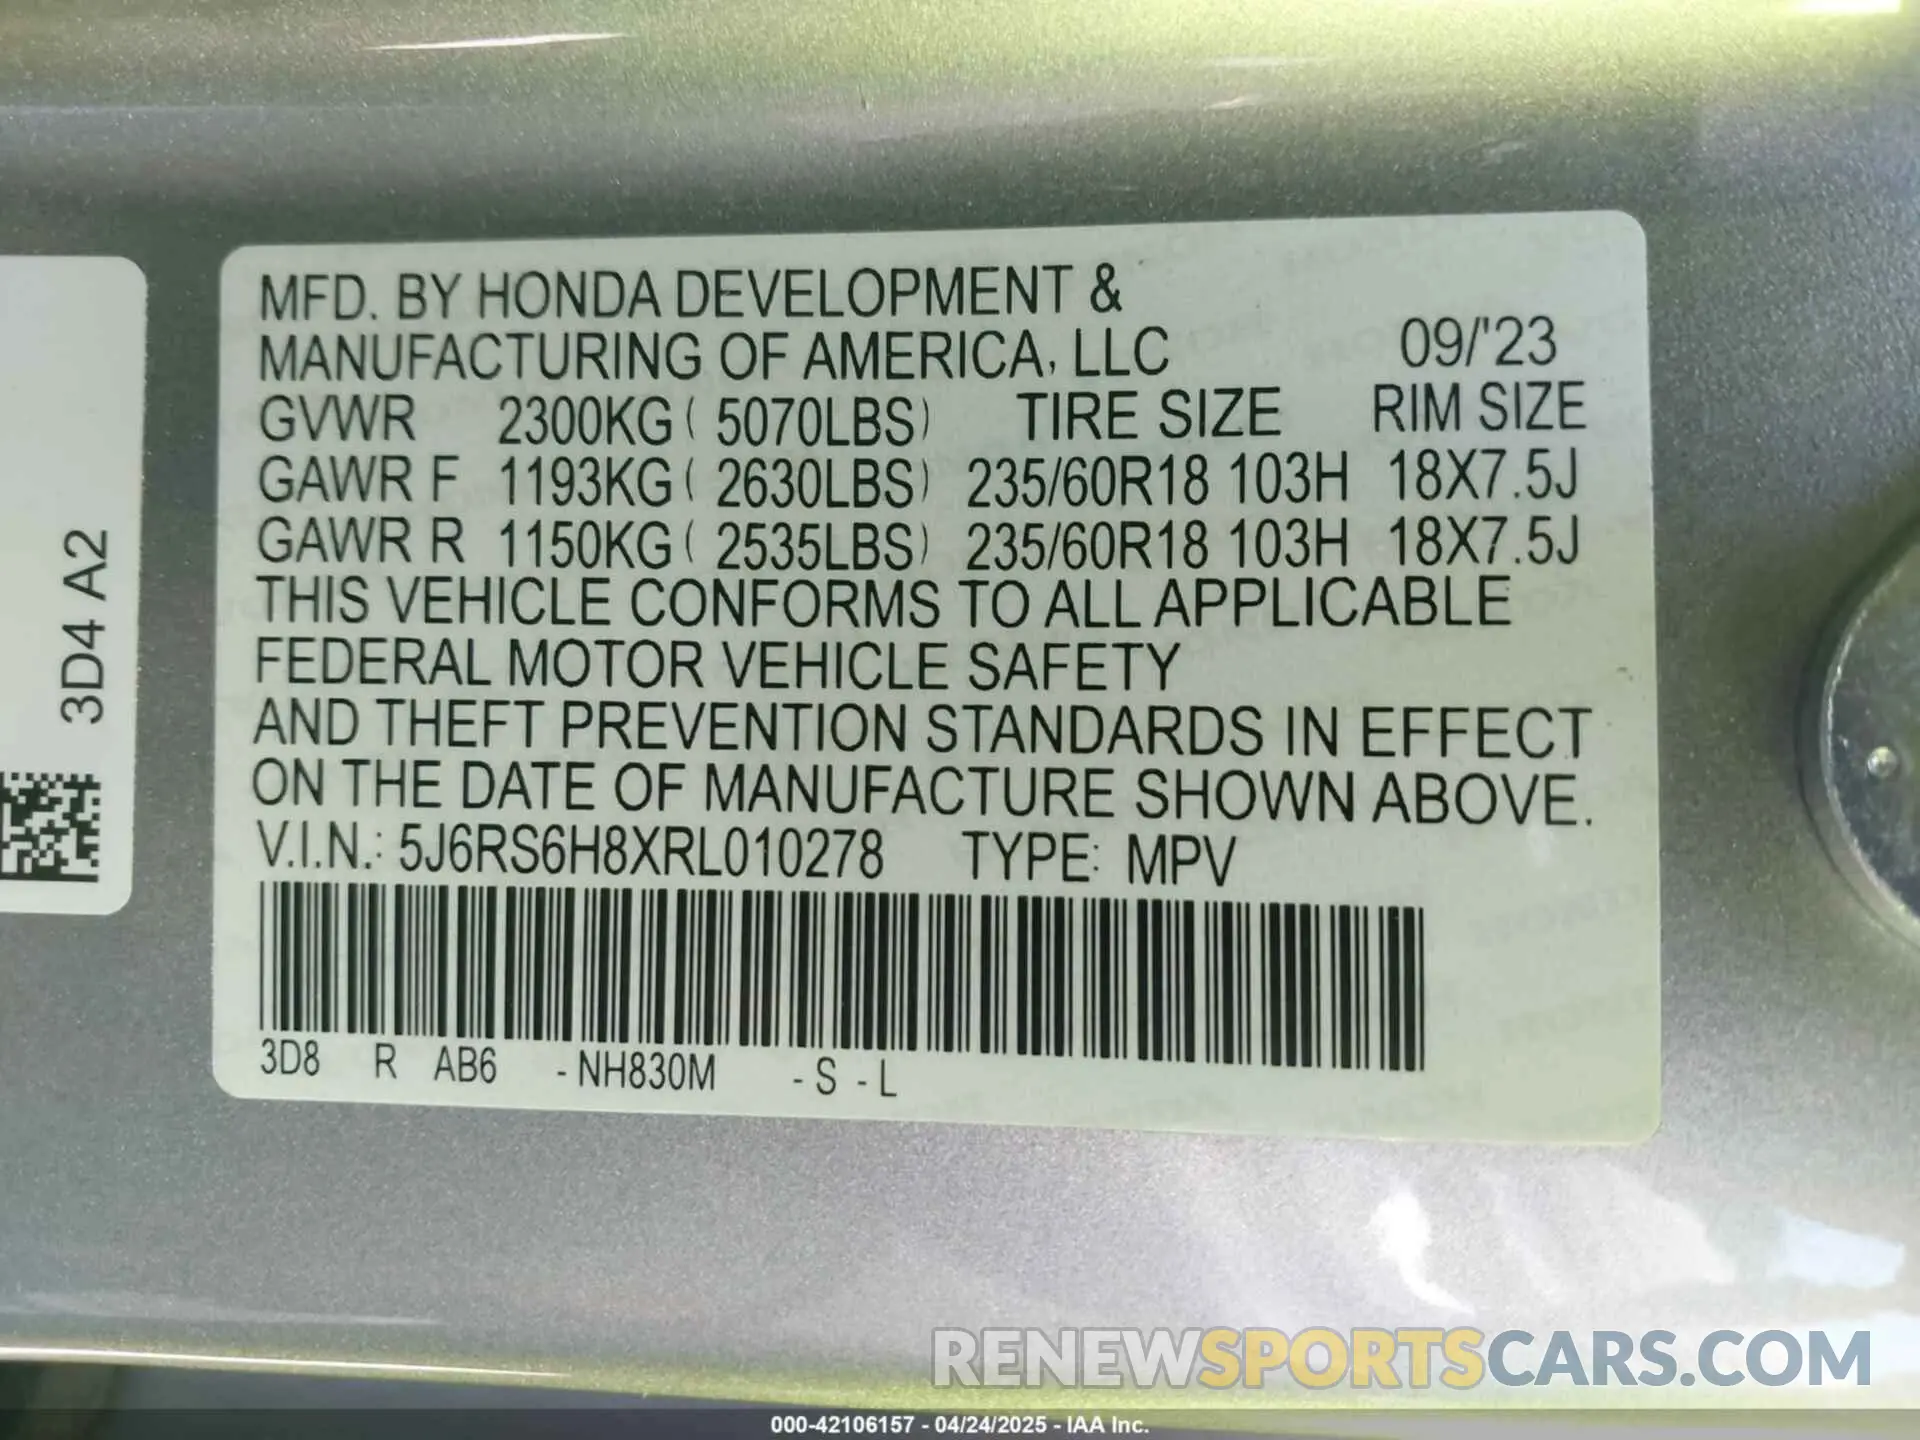 MFD. BY HONDA DEVELOPMENT &
MANUFACTURING OF AMERICA, LLC 09/'23
GVWR 2300KG ( 5070LBS) TIRE SIZE RIM SIZE
GAWR F 1193KG ( 2630LBS) 235/60R18 103H 18X7.5J
GAWR R 1150KG ( 2535LBS) 235/60R18 103H 18X7.5J
THIS VEHICLE CONFORMS TO ALL APPLICABLE
FEDERAL MOTOR VEHICLE SAFETY
AND THEFT PREVENTION STANDARDS IN EFFECT
ON THE DATE OF MANUFACTURE SHOWN ABOVE.
V.I.N.: 5J6RS6H8XRL010278 TYPE: MPV
3D8 R AB6 -NH830M -S -L
3D4 A2
RENEWSPORTSCARS.COM
000-42106157 - 04/24/2025 - IAA Inc.